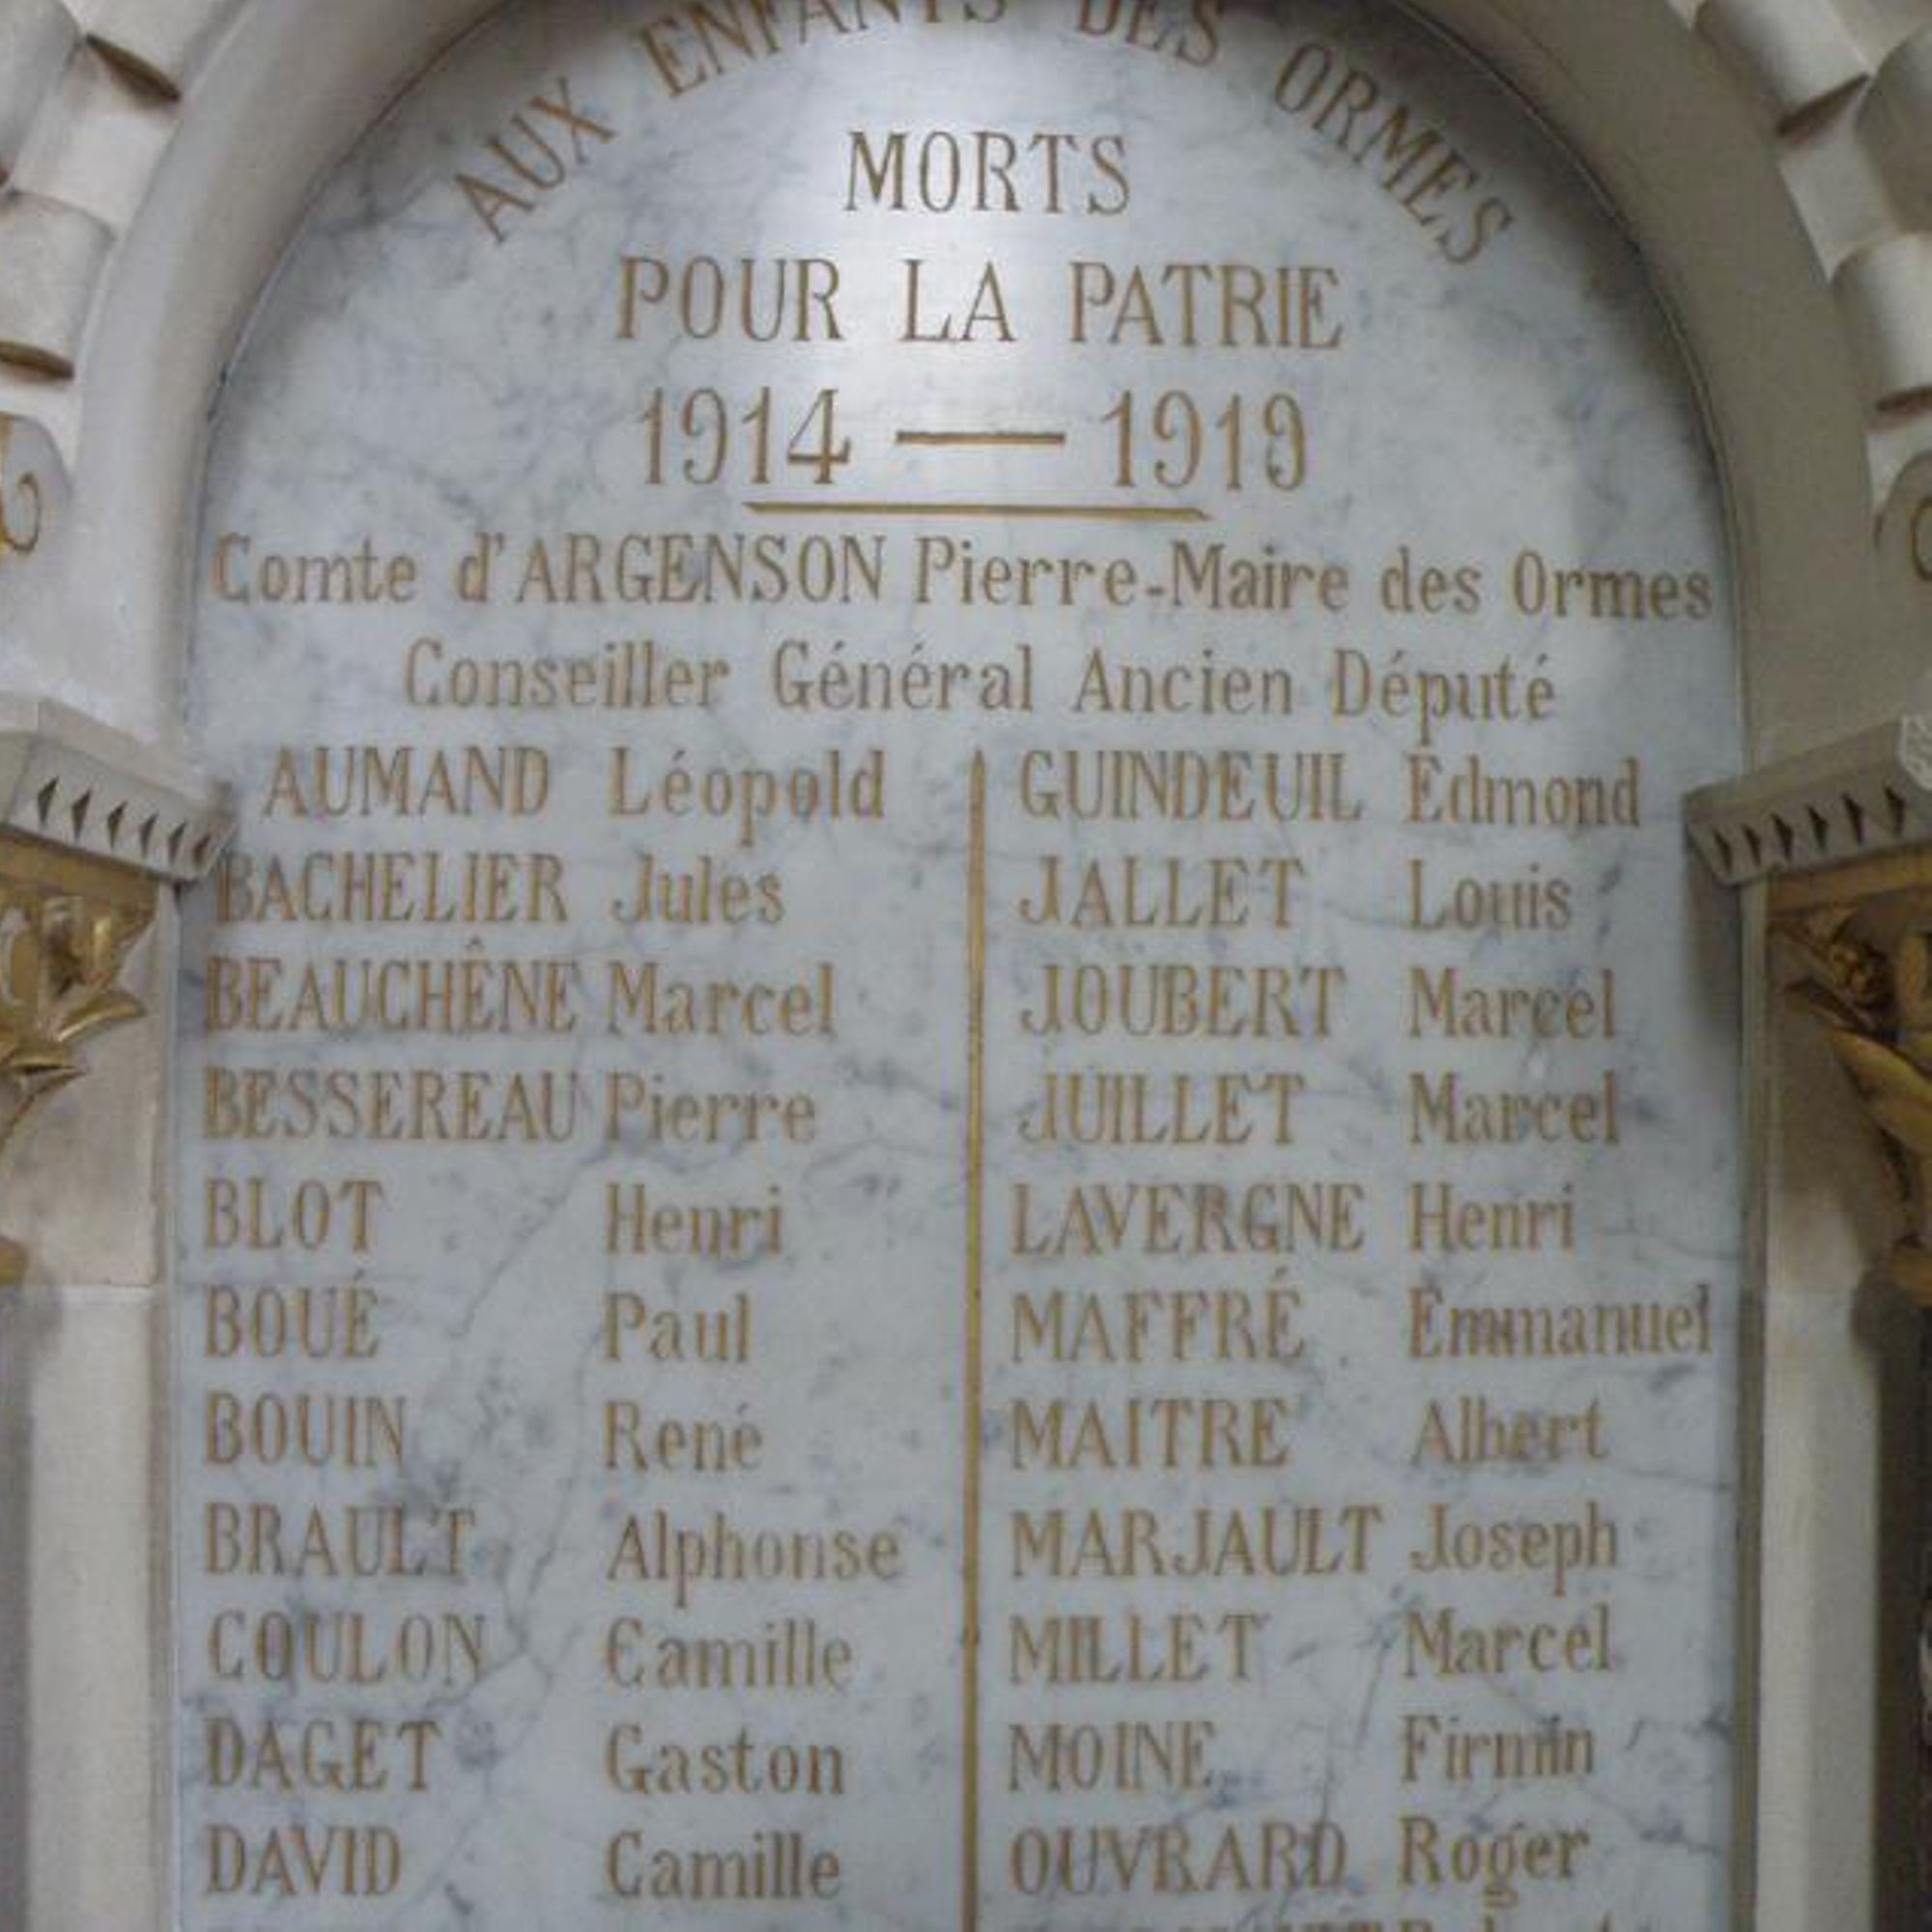 AUX ENFANTS DES ORMES
MORTS
POUR LA PATRIE
1914 — 1919
Comte d'ARGENSON Pierre-Maire des Ormes
Conseiller Général Ancien Député
AUMAND Léopold
BACHELIER Jules
BEAUCHÊNE Marcel
BESSEREAU Pierre
BLOT Henri
BOUÉ Paul
BOUIN René
BRAULT Alphonse
COULON Camille
DAGET Gaston
DAVID Camille
GUINDEUIL Edmond
JALLET Louis
JOUBERT Marcel
JUILLET Marcel
LAVERGNE Henri
MAFFRÉ Emmanuel
MAITRE Albert
MARJAULT Joseph
MILLET Marcel
MOINE Firmin
OUVRARD Roger